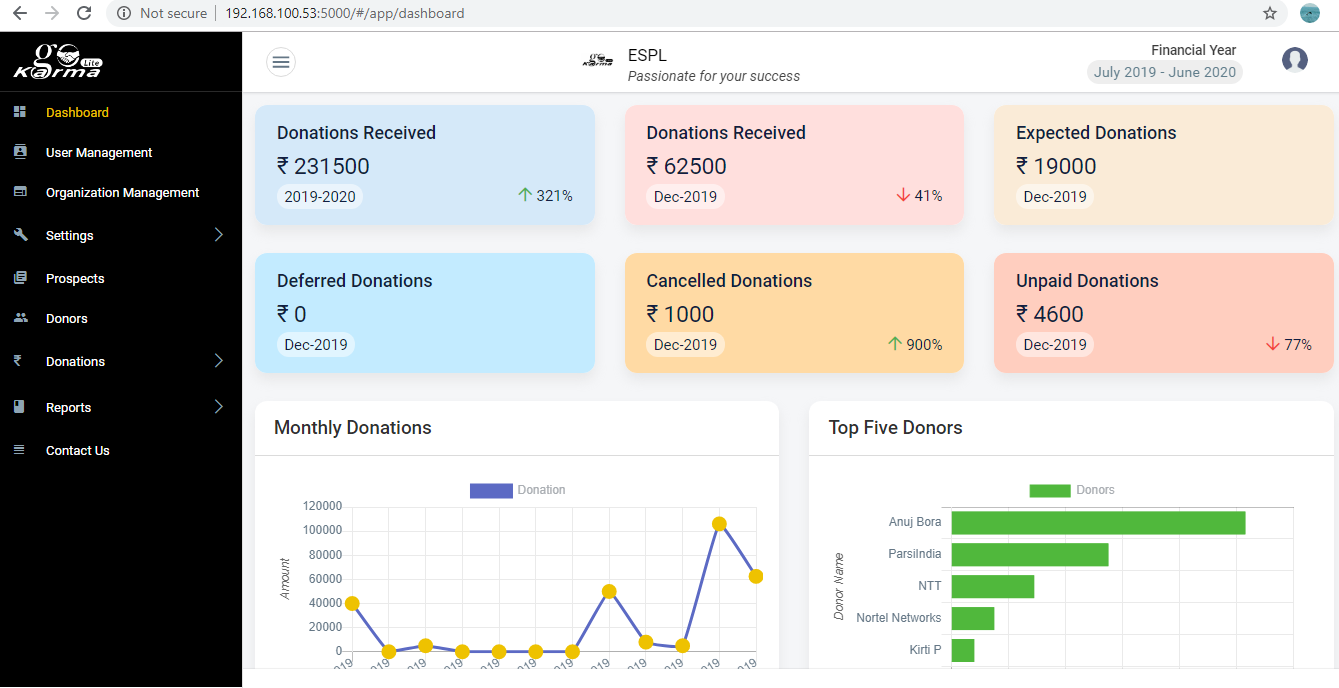 Not secure
192.168.100.53:5000/#/app/dashboard
go
karma
Lite
Dashboard
User Management
Organization Management
Settings
Prospects
Donors
Donations
Reports
Contact Us
go
karma
ESPL
Passionate for your success
Financial Year
July 2019 - June 2020
Donations Received
₹ 231500
2019-2020
321%
Donations Received
₹ 62500
Dec-2019
41%
Expected Donations
₹ 19000
Dec-2019
Deferred Donations
₹ 0
Dec-2019
Cancelled Donations
₹ 1000
Dec-2019
900%
Unpaid Donations
₹ 4600
Dec-2019
77%
Monthly Donations
Donation
120000
100000
80000
60000
40000
20000
0
Amount
Top Five Donors
Donors
Donor Name
Anuj Bora
ParsiIndia
NTT
Nortel Networks
Kirti P